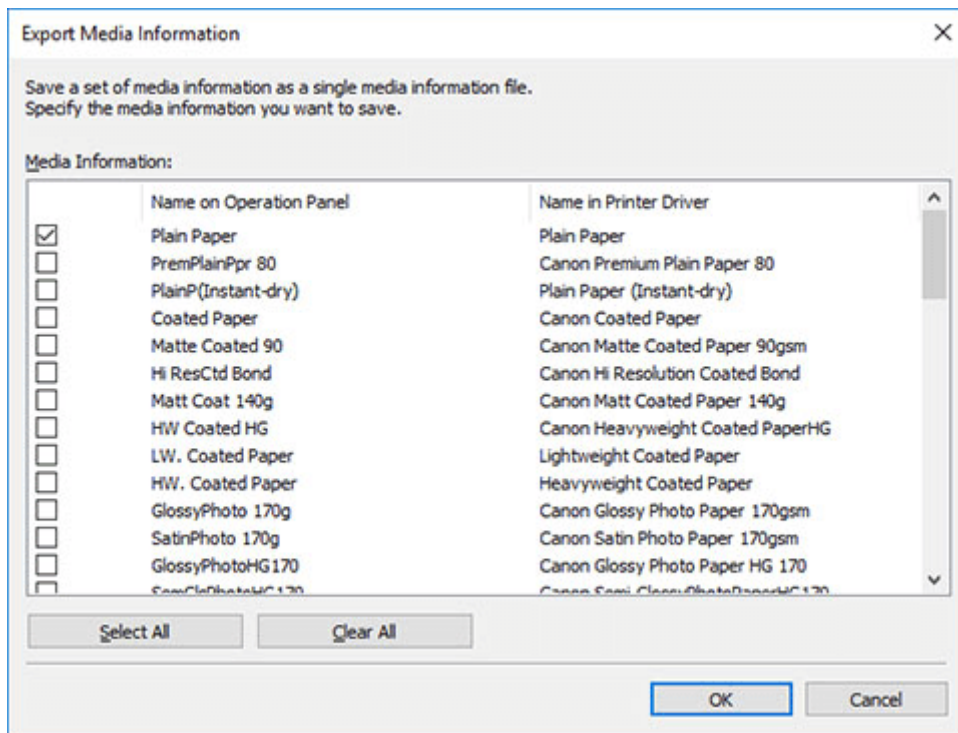 Export Media Information
Save a set of media information as a single media information file.
Specify the media information you want to save.
Media Information:
Name on Operation Panel Name in Printer Driver
Plain Paper Plain Paper
PremPlainPpr 80 Canon Premium Plain Paper 80
PlainP(Instant-dry) Plain Paper (Instant-dry)
Coated Paper Canon Coated Paper
Matte Coated 90 Canon Matte Coated Paper 90gsm
Hi ResCtd Bond Canon Hi Resolution Coated Bond
Matt Coat 140g Canon Matt Coated Paper 140g
HW Coated HG Canon Heavyweight Coated PaperHG
LW. Coated Paper Lightweight Coated Paper
HW. Coated Paper Heavyweight Coated Paper
GlossyPhoto 170g Canon Glossy Photo Paper 170gsm
SatinPhoto 170g Canon Satin Photo Paper 170gsm
GlossyPhotoHG170 Canon Glossy Photo Paper HG 170
SemGlsPhotoHG170 Canon Semi-GlossyPhotoPaperHG170
Select All Clear All
OK Cancel